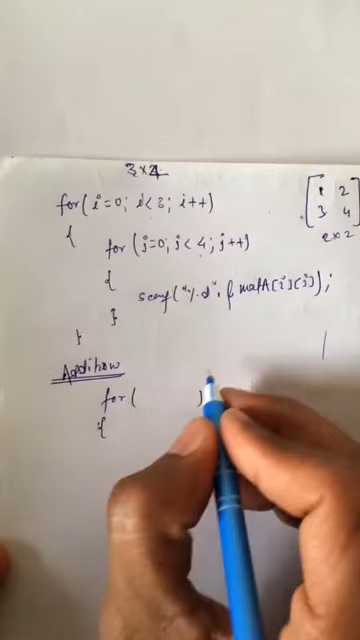 3x4
for(i=0; i<3; i++)
{
for(j=0; j<4; j++)
{
scanf("%d", &matA[i][j]);
}
}
1 2
3 4
2x2
Addition
for( )
{